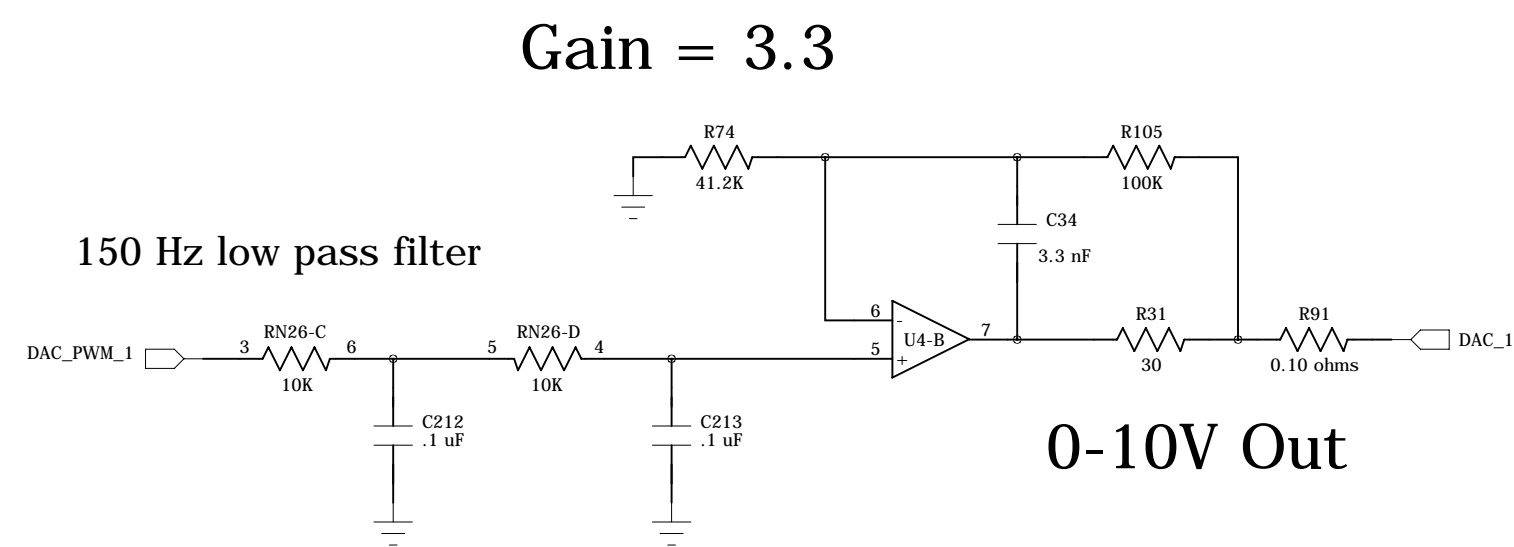 Gain = 3.3
R74
41.2K
R105
100K
C34
3.3 nF
150 Hz low pass filter
DAC_PWM_1
3
RN26-C
6
10K
5
RN26-D
4
10K
6
-
U4-B
5
+
7
R31
30
R91
0.10 ohms
DAC_1
C212
.1 uF
C213
.1 uF
0-10V Out